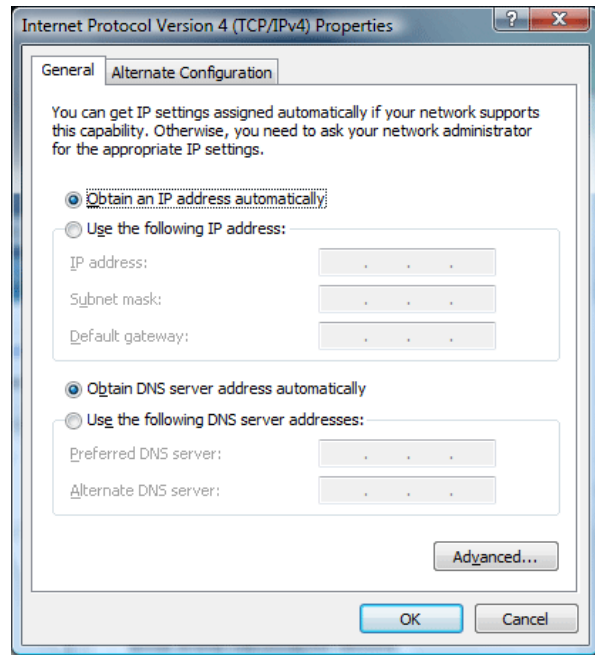 Internet Protocol Version 4 (TCP/IPv4) Properties
General
Alternate Configuration
You can get IP settings assigned automatically if your network supports
this capability. Otherwise, you need to ask your network administrator
for the appropriate IP settings.
Obtain an IP address automatically
Use the following IP address:
IP address:
Subnet mask:
Default gateway:
Obtain DNS server address automatically
Use the following DNS server addresses:
Preferred DNS server:
Alternate DNS server:
Advanced...
OK
Cancel